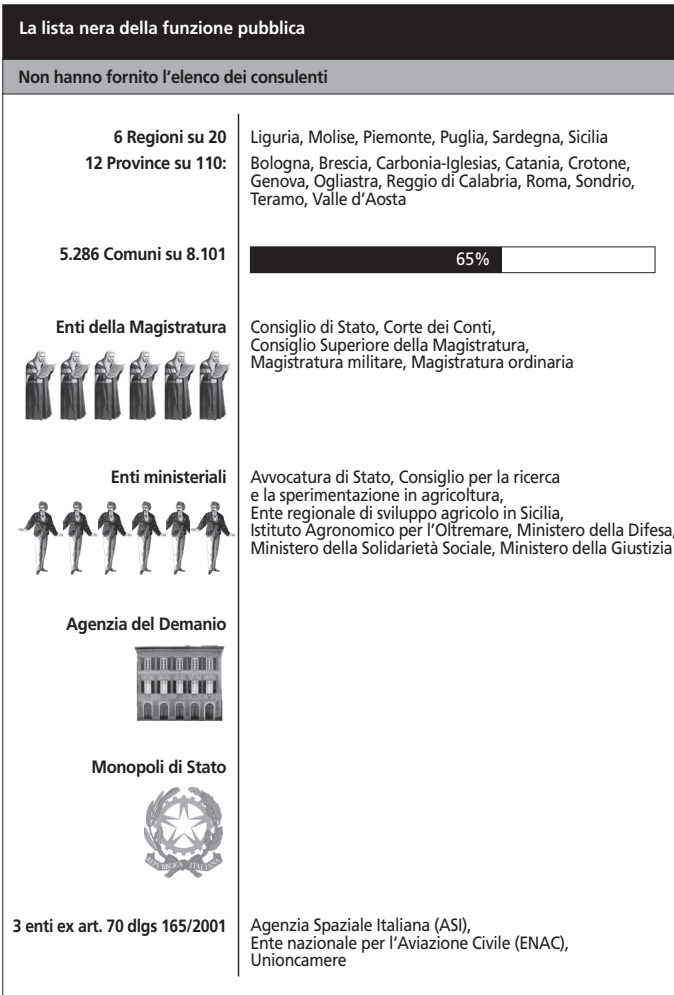 La lista nera della funzione pubblica
Non hanno fornito l’elenco dei consulenti
6 Regioni su 20
Liguria, Molise, Piemonte, Puglia, Sardegna, Sicilia
12 Province su 110:
Bologna, Brescia, Carbonia-Iglesias, Catania, Crotone,
Genova, Ogliastra, Reggio di Calabria, Roma, Sondrio,
Teramo, Valle d’Aosta
5.286 Comuni su 8.101
65%
Enti della Magistratura
Consiglio di Stato, Corte dei Conti,
Consiglio Superiore della Magistratura,
Magistratura militare, Magistratura ordinaria
Enti ministeriali
Avvocatura di Stato, Consiglio per la ricerca
e la sperimentazione in agricoltura,
Ente regionale di sviluppo agricolo in Sicilia,
Istituto Agronomico per l’Oltremare, Ministero della Difesa,
Ministero della Solidarietà Sociale, Ministero della Giustizia
Agenzia del Demanio
Monopoli di Stato
REPVBBLICA ITALIANA
3 enti ex art. 70 dlgs 165/2001
Agenzia Spaziale Italiana (ASI),
Ente nazionale per l’Aviazione Civile (ENAC),
Unioncamere